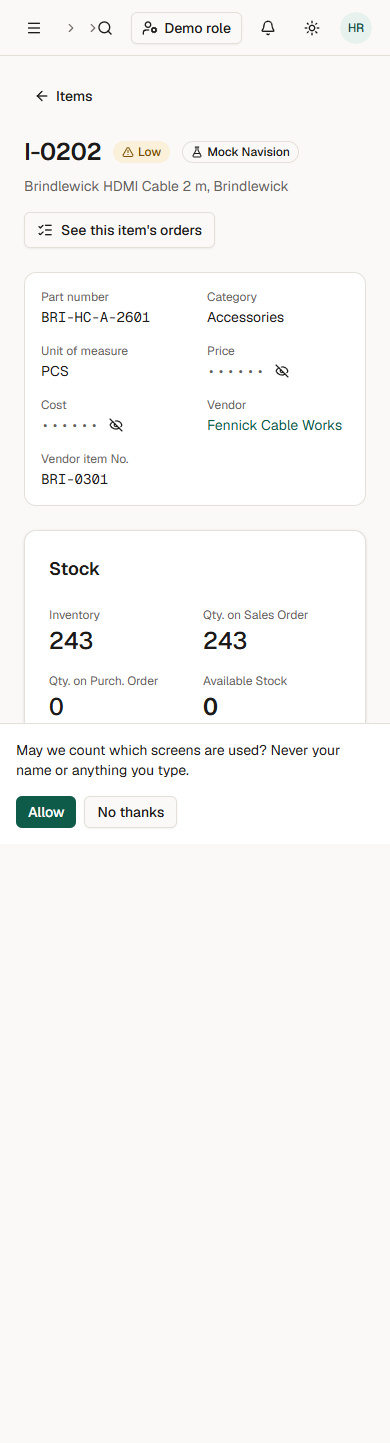 Demo role
HR
Items
I-0202
Low
Mock Navision
Brindlewick HDMI Cable 2 m, Brindlewick
See this item's orders
Part number
Category
BRI-HC-A-2601
Accessories
Unit of measure
Price
PCS
••••••
Cost
Vendor
••••••
Fennick Cable Works
Vendor item No.
BRI-0301
Stock
Inventory
Qty. on Sales Order
243
243
Qty. on Purch. Order
Available Stock
0
0
May we count which screens are used? Never your
name or anything you type.
Allow
No thanks